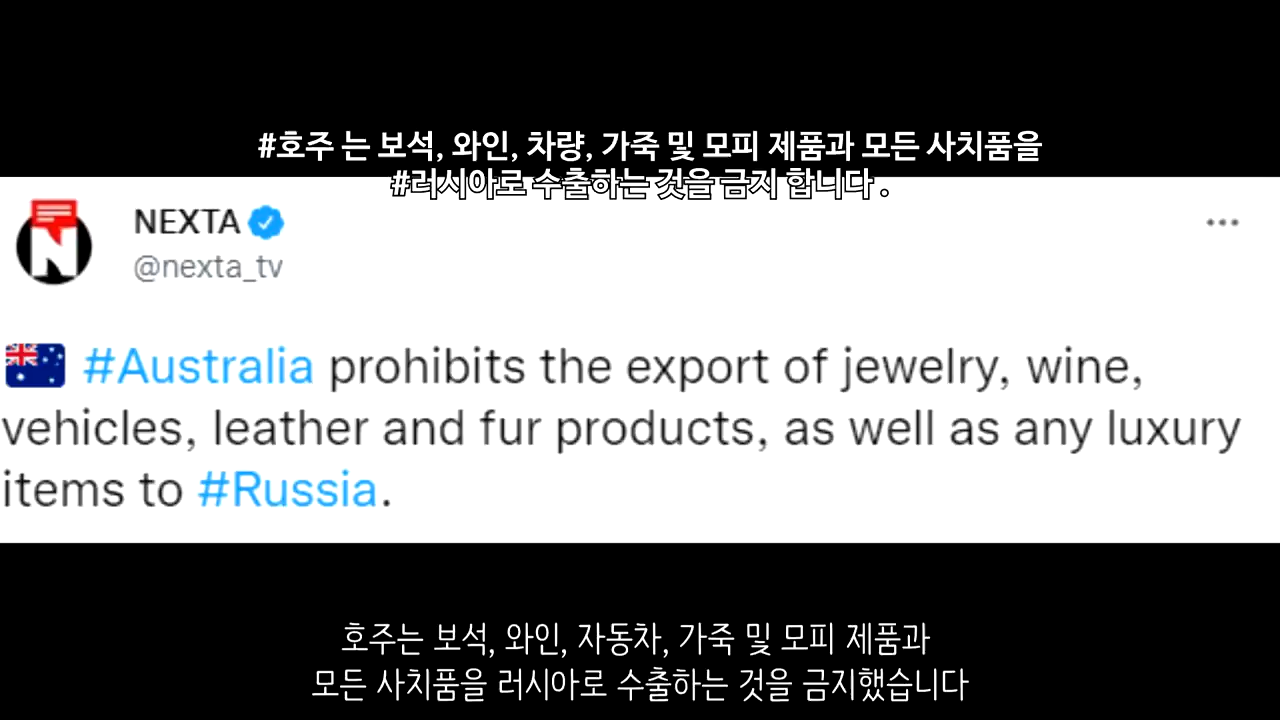 #호주 는 보석, 와인, 차량, 가죽 및 모피 제품과 모든 사치품을
#러시아로 수출하는 것을 금지 합니다 .
NEXTA
@nexta_tv
#Australia prohibits the export of jewelry, wine,
vehicles, leather and fur products, as well as any luxury
items to #Russia.
호주는 보석, 와인, 자동차, 가죽 및 모피 제품과
모든 사치품을 러시아로 수출하는 것을 금지했습니다